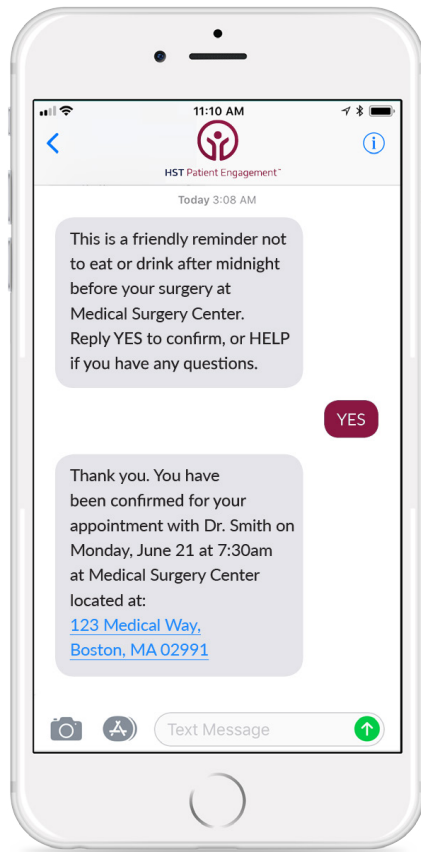 11:10 AM
HST Patient Engagement™
Today 3:08 AM
This is a friendly reminder not
to eat or drink after midnight
before your surgery at
Medical Surgery Center.
Reply YES to confirm, or HELP
if you have any questions.
YES
Thank you. You have
been confirmed for your
appointment with Dr. Smith on
Monday, June 21 at 7:30am
at Medical Surgery Center
located at:
123 Medical Way,
Boston, MA 02991
Text Message